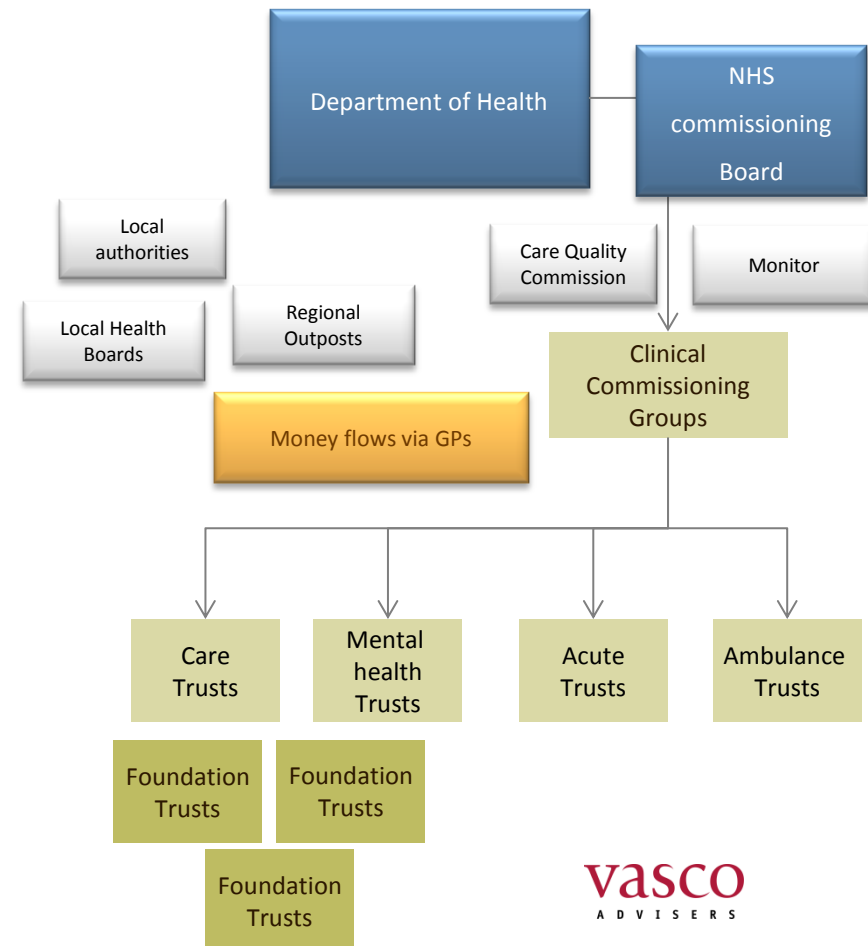 Department of Health
NHS
commissioning
Board
Local
authorities
Care Quality
Commission
Monitor
Local Health
Boards
Regional
Outposts
Clinical
Commissioning
Groups
Money flows via GPs
Care
Trusts
Mental
health
Trusts
Acute
Trusts
Ambulance
Trusts
Foundation
Trusts
Foundation
Trusts
Foundation
Trusts
vasco
ADVISERS